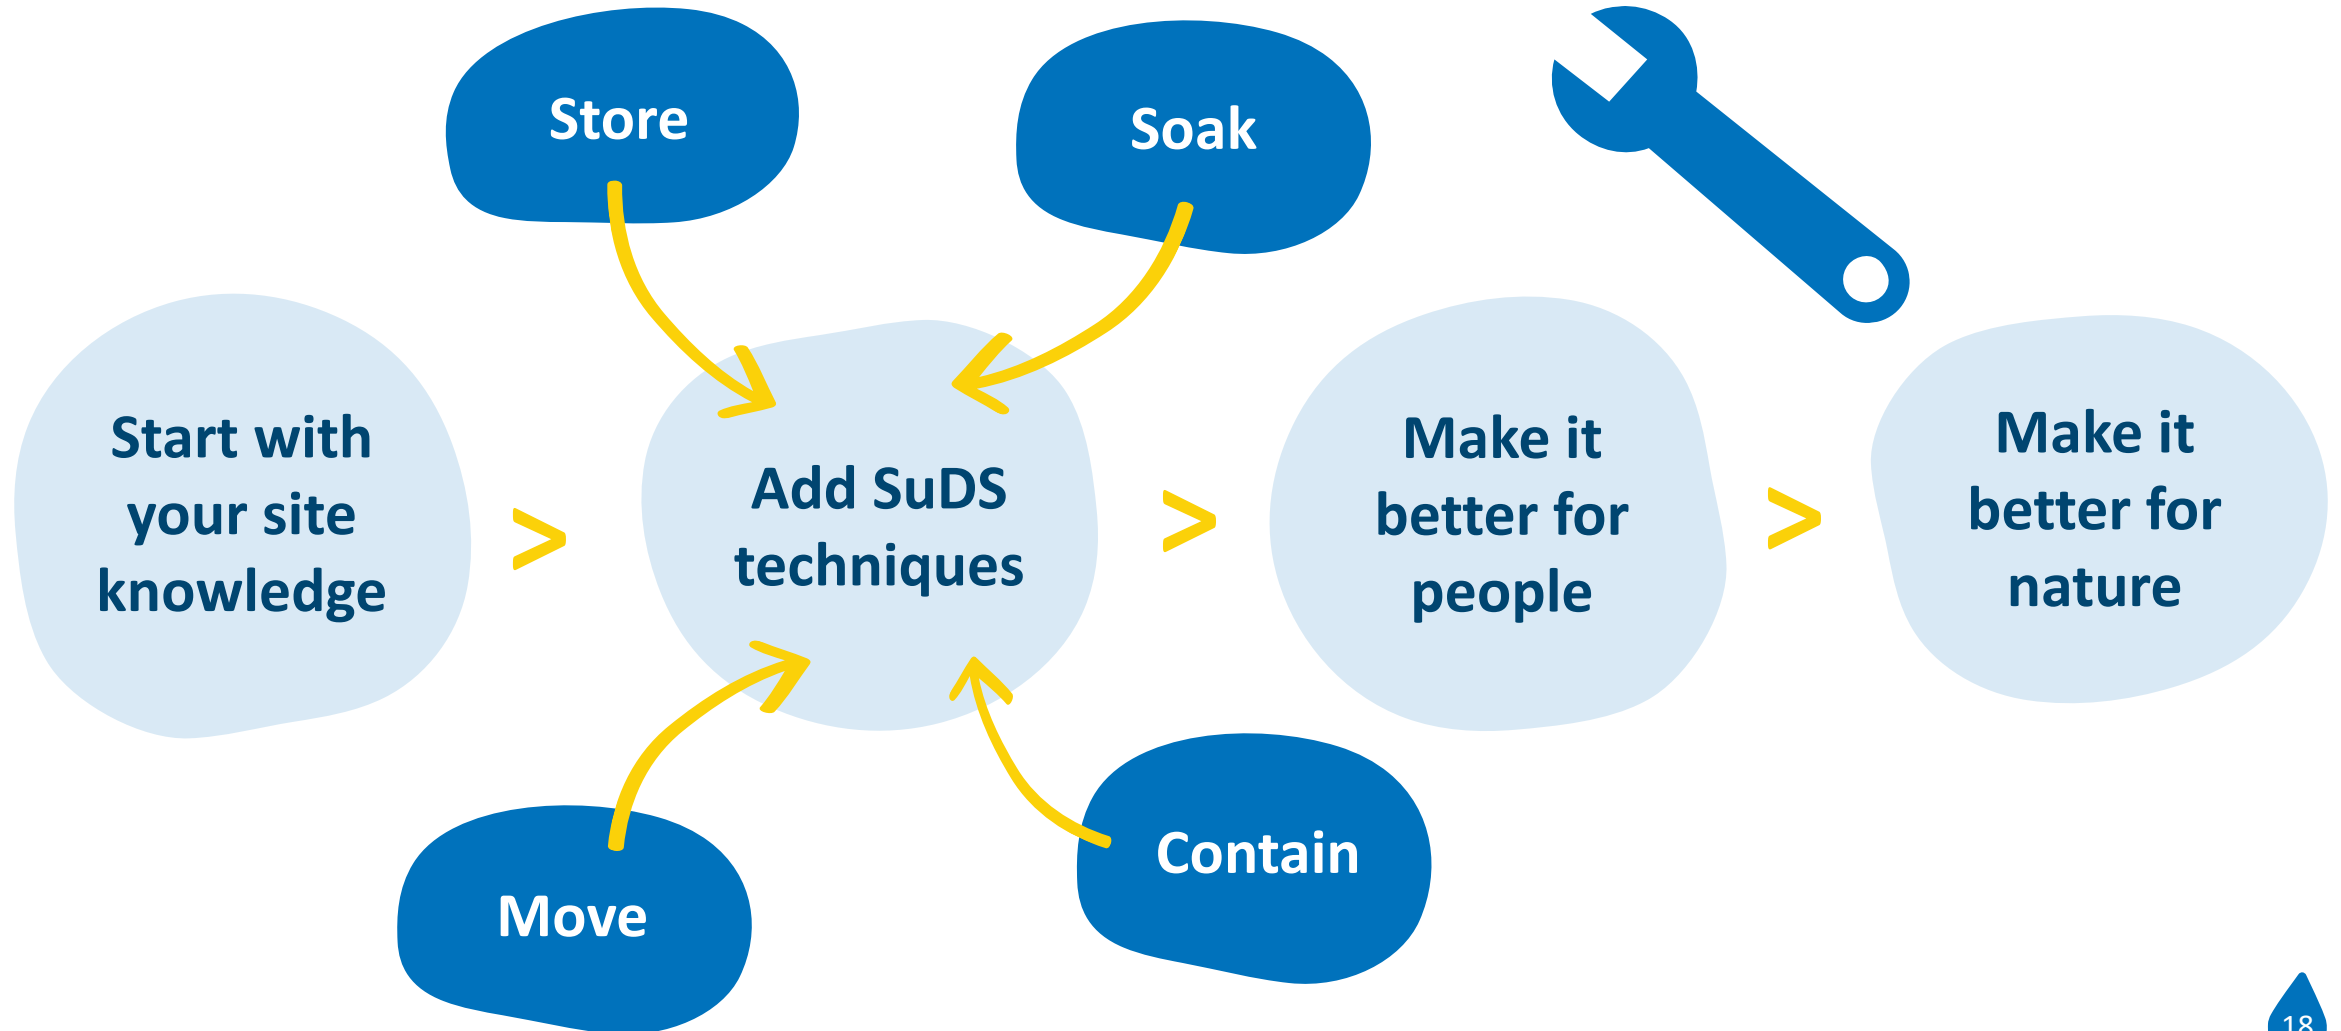 Store
Soak
Start with
your site
knowledge
>
Add SuDS
techniques
>
Make it
better for
people
>
Make it
better for
nature
Move
Contain
18